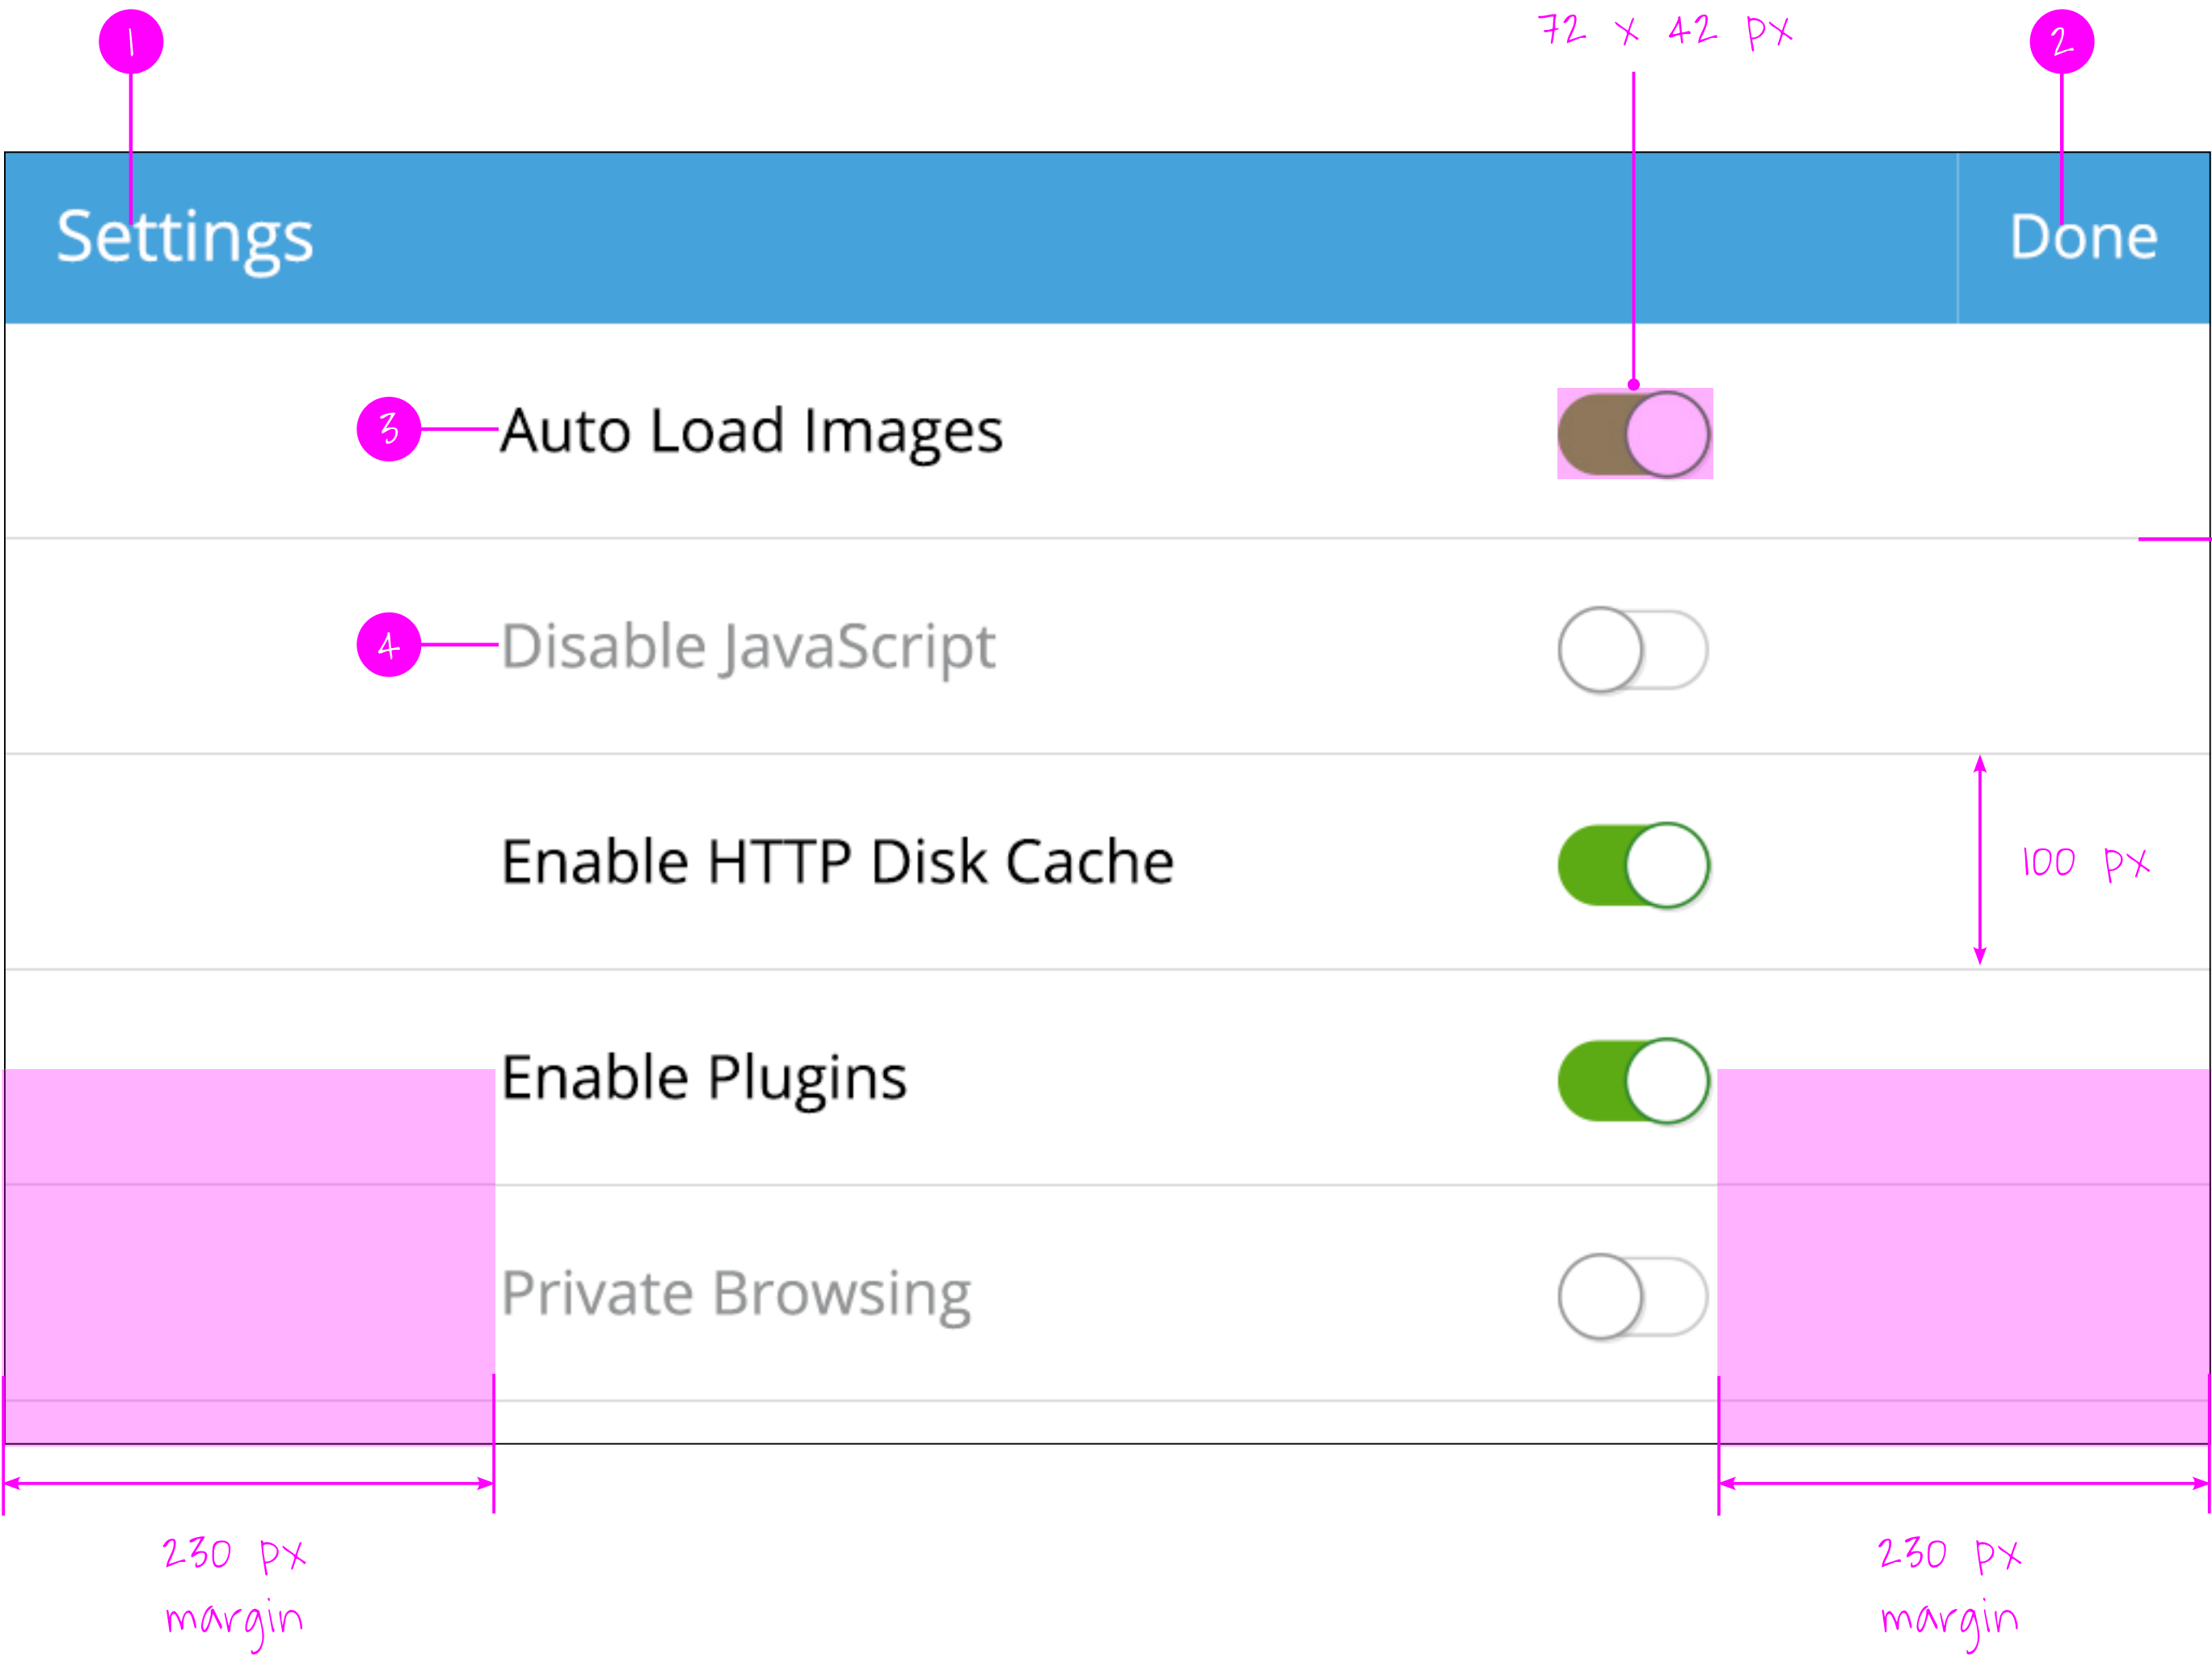 1
72 x 42 px
2
Settings
Done
3
Auto Load Images
4
Disable JavaScript
Enable HTTP Disk Cache
100 px
Enable Plugins
Private Browsing
230 px
margin
230 px
margin